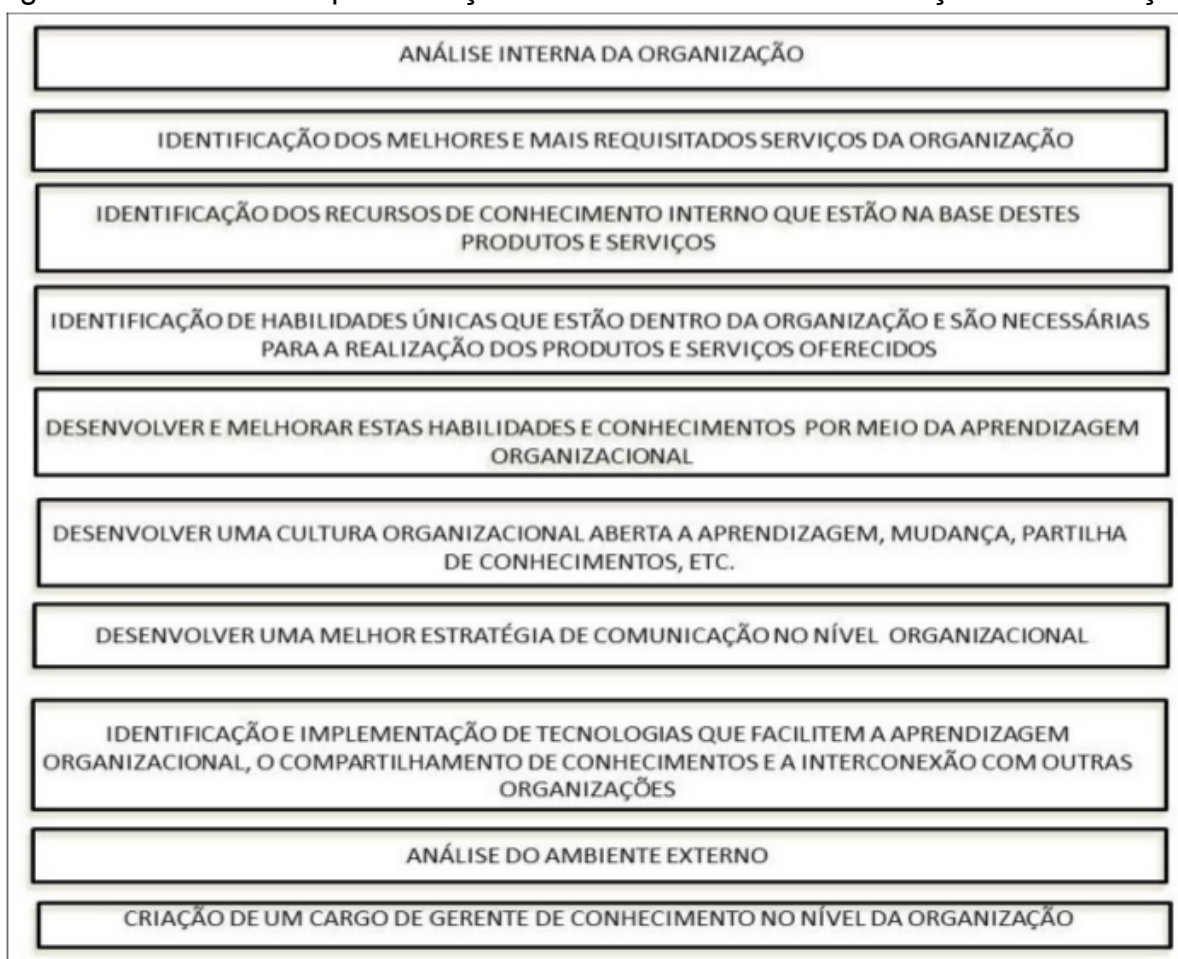 ANÁLISE INTERNA DA ORGANIZAÇÃO
IDENTIFICAÇÃO DOS MELHORES E MAIS REQUISITADOS SERVIÇOS DA ORGANIZAÇÃO
IDENTIFICAÇÃO DOS RECURSOS DE CONHECIMENTO INTERNO QUE ESTÃO NA BASE DESTES
PRODUTOS E SERVIÇOS
IDENTIFICAÇÃO DE HABILIDADES ÚNICAS QUE ESTÃO DENTRO DA ORGANIZAÇÃO E SÃO NECESSÁRIAS
PARA A REALIZAÇÃO DOS PRODUTOS E SERVIÇOS OFERECIDOS
DESENVOLVER E MELHORAR ESTAS HABILIDADES E CONHECIMENTOS POR MEIO DA APRENDIZAGEM
ORGANIZACIONAL
DESENVOLVER UMA CULTURA ORGANIZACIONAL ABERTA A APRENDIZAGEM, MUDANÇA, PARTILHA
DE CONHECIMENTOS, ETC.
DESENVOLVER UMA MELHOR ESTRATÉGIA DE COMUNICAÇÃO NO NÍVEL ORGANIZACIONAL
IDENTIFICAÇÃO E IMPLEMENTAÇÃO DE TECNOLOGIAS QUE FACILITEM A APRENDIZAGEM
ORGANIZACIONAL, O COMPARTILHAMENTO DE CONHECIMENTOS E A INTERCONEXÃO COM OUTRAS
ORGANIZAÇÕES
ANÁLISE DO AMBIENTE EXTERNO
CRIAÇÃO DE UM CARGO DE GERENTE DE CONHECIMENTO NO NÍVEL DA ORGANIZAÇÃO